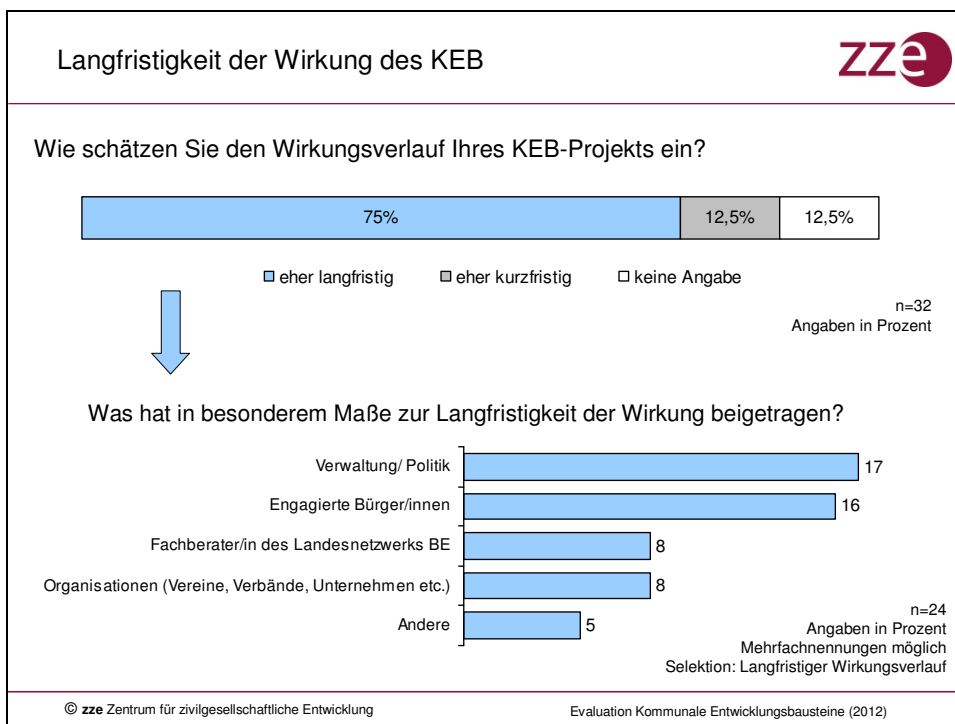 Langfristigkeit der Wirkung des KEB
zze
Wie schätzen Sie den Wirkungsverlauf Ihres KEB-Projekts ein?
75% 12,5% 12,5%
eher langfristig eher kurzfristig keine Angabe
n=32
Angaben in Prozent
Was hat in besonderem Maße zur Langfristigkeit der Wirkung beigetragen?
Verwaltung/ Politik 17
Engagierte Bürger/innen 16
Fachberater/in des Landesnetzwerks BE 8
Organisationen (Vereine, Verbände, Unternehmen etc.) 8
Andere 5
n=24
Angaben in Prozent
Mehrfachnennungen möglich
Selektion: Langfristiger Wirkungsverlauf
© zze Zentrum für zivilgesellschaftliche Entwicklung Evaluation Kommunale Entwicklungsbausteine (2012)